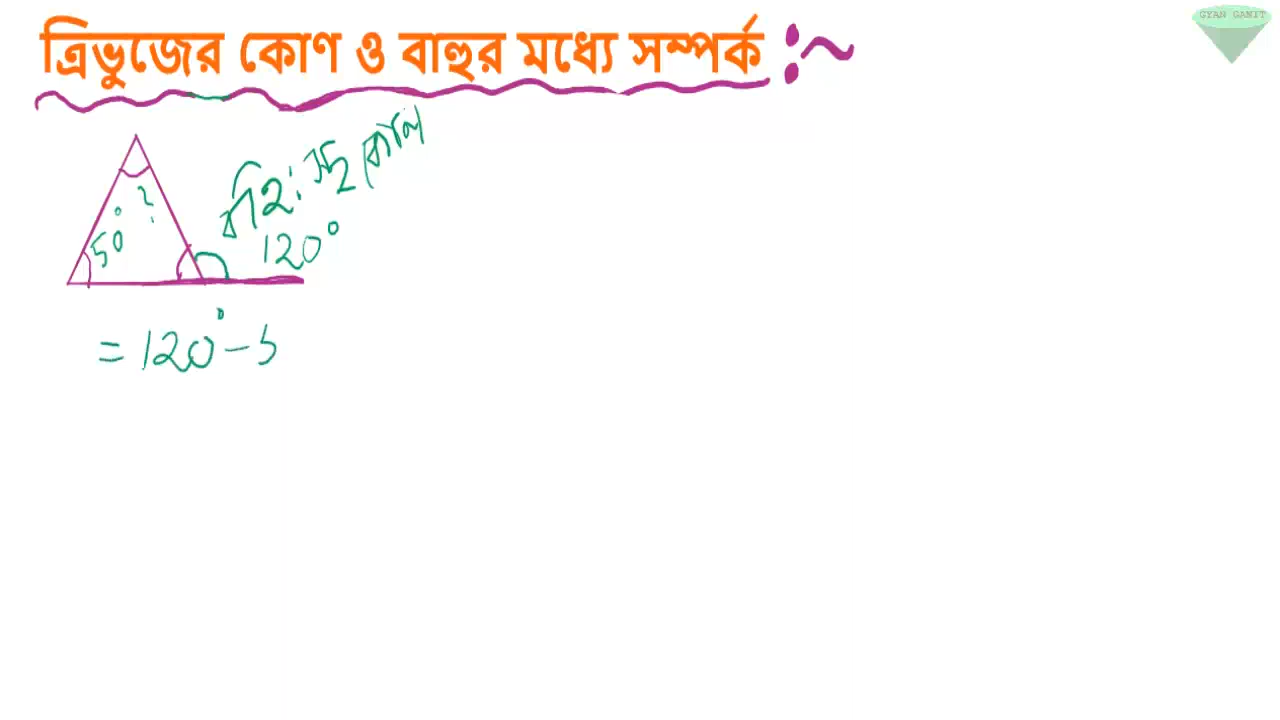 ত্রিভুজের কোণ ও বাহুর মধ্যে সম্পর্ক :~
GYAN GANIT
বহিঃস্থ কোণ
50° ?
120°
= 120° - 5